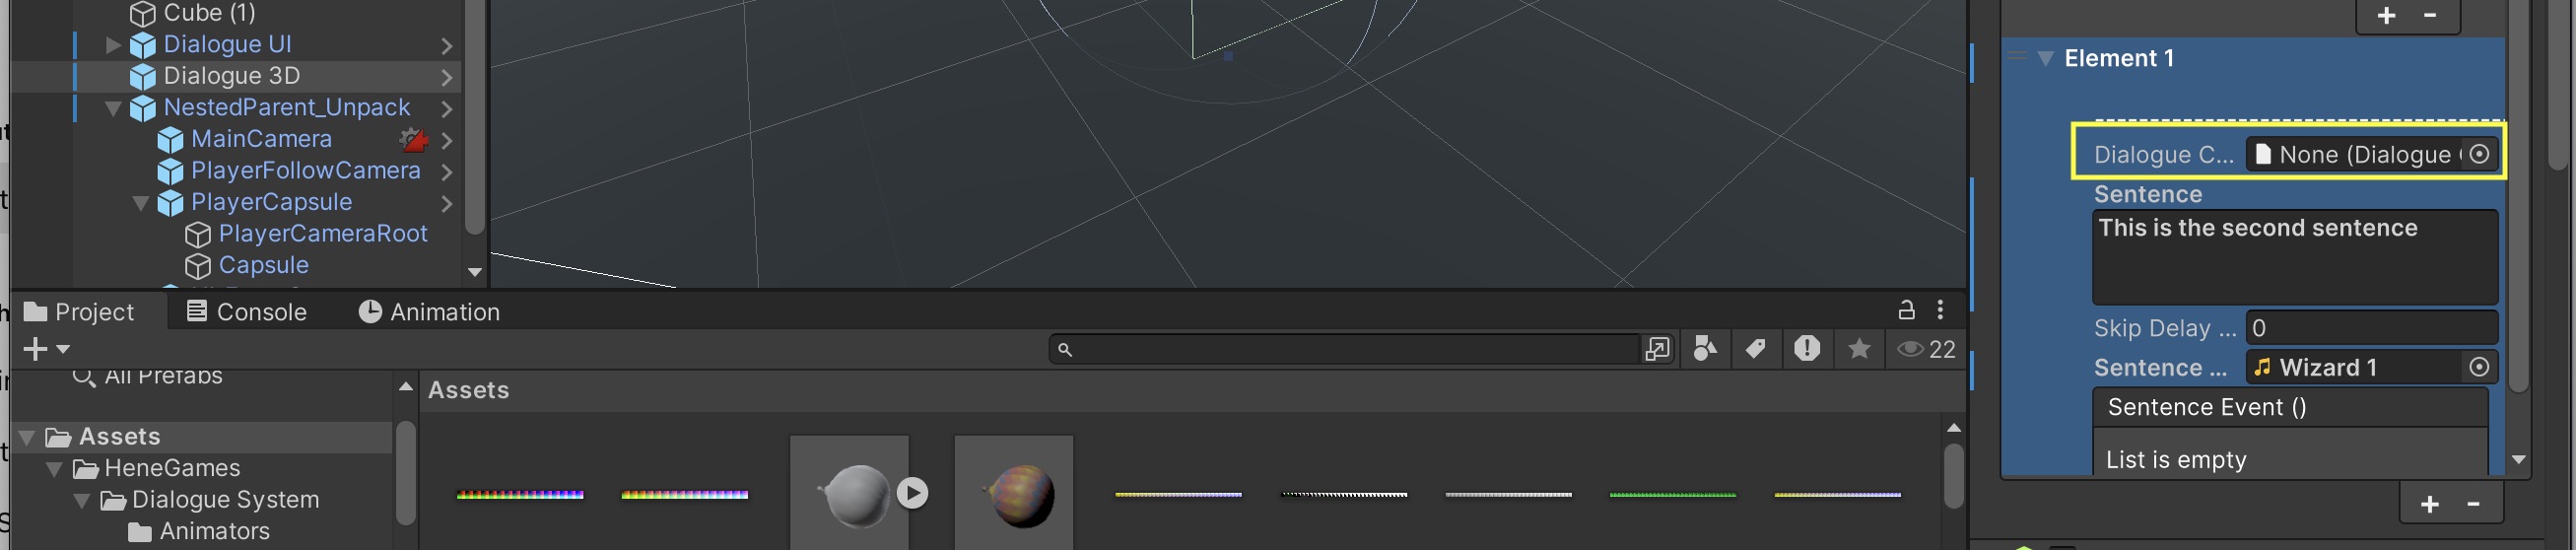 Cube (1)
Dialogue UI
Dialogue 3D
NestedParent_Unpack
MainCamera
PlayerFollowCamera
PlayerCapsule
PlayerCameraRoot
Capsule
Project
Console
Animation
22
All Prefabs
Assets
HeneGames
Dialogue System
Animators
Assets
+ -
Element 1
Dialogue C... None (Dialogue
Sentence
This is the second sentence
Skip Delay ... 0
Sentence ... Wizard 1
Sentence Event ()
List is empty
+ -